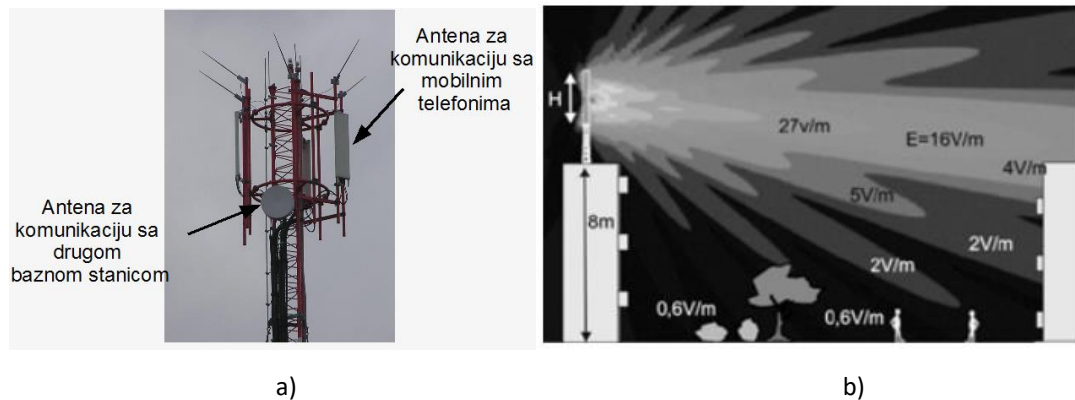 Antena za
komunikaciju sa
mobilnim
telefonima
Antena za
komunikaciju sa
drugom
baznom stanicom
a)
H
27v/m
E=16V/m
4V/m
5V/m
8m
2V/m
2V/m
0,6V/m
0,6V/m
b)